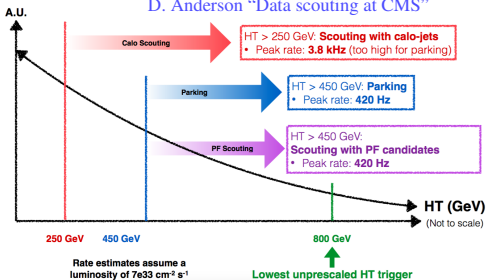 D. Anderson "Data scouting at CMS"
A.U.
Calo Scouting
HT > 250 GeV: Scouting with calo-jets
• Peak rate: 3.8 kHz (too high for parking)
Parking
HT > 450 GeV: Parking
• Peak rate: 420 Hz
PF Scouting
HT > 450 GeV:
Scouting with PF candidates
• Peak rate: 420 Hz
HT (GeV)
(Not to scale)
250 GeV
450 GeV
800 GeV
Rate estimates assume a
luminosity of 7e33 cm⁻² s⁻¹
Lowest unprescaled HT trigger